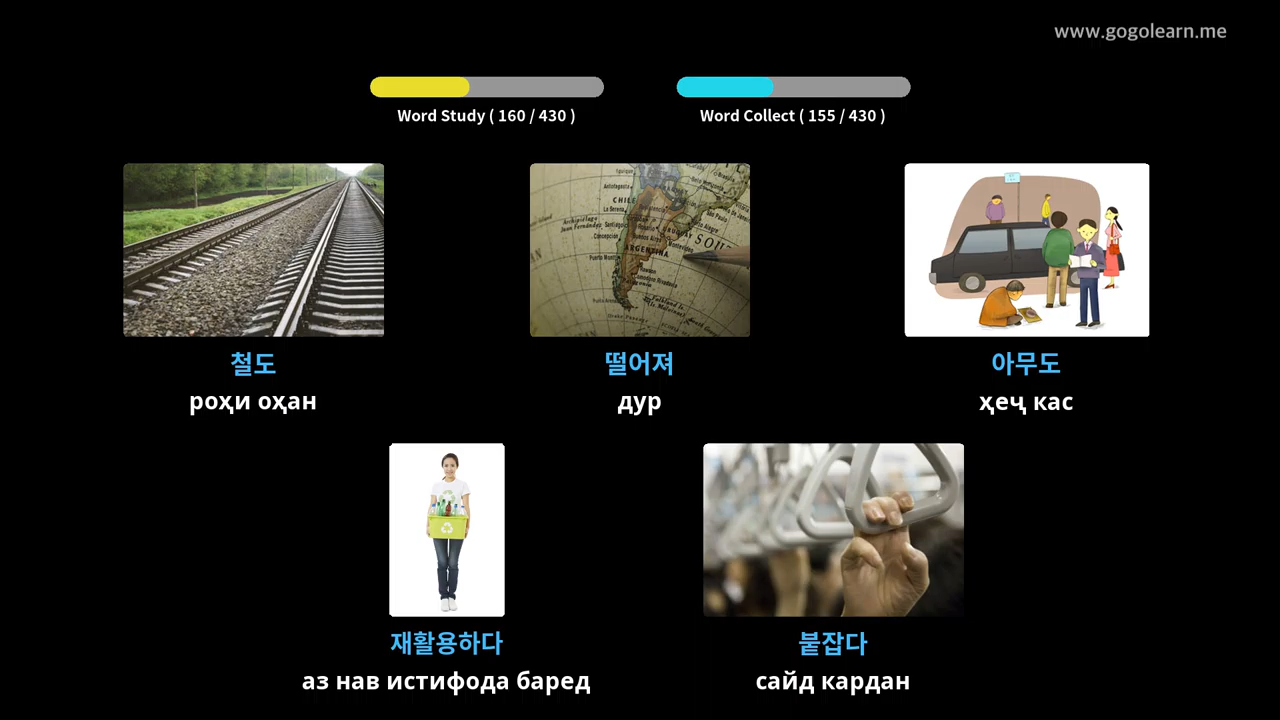 www.gogolearn.me
Word Study ( 160 / 430 )
Word Collect ( 155 / 430 )
CHILE
ARGENTINA
철도
떨어져
아무도
роҳи оҳан
дур
ҳеҷ кас
재활용하다
붙잡다
аз нав истифода баред
сайд кардан